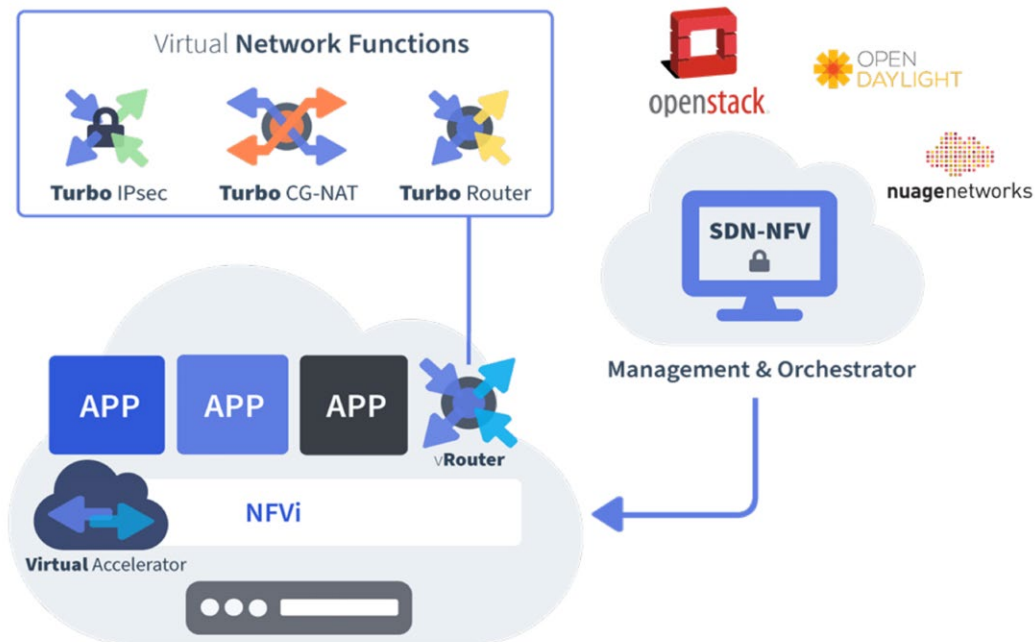 Virtual Network Functions
Turbo IPsec
Turbo CG-NAT
Turbo Router
openstack.
OPEN
DAYLIGHT
nuagenetworks
SDN-NFV
Management & Orchestrator
APP
APP
APP
vRouter
NFVi
Virtual Accelerator